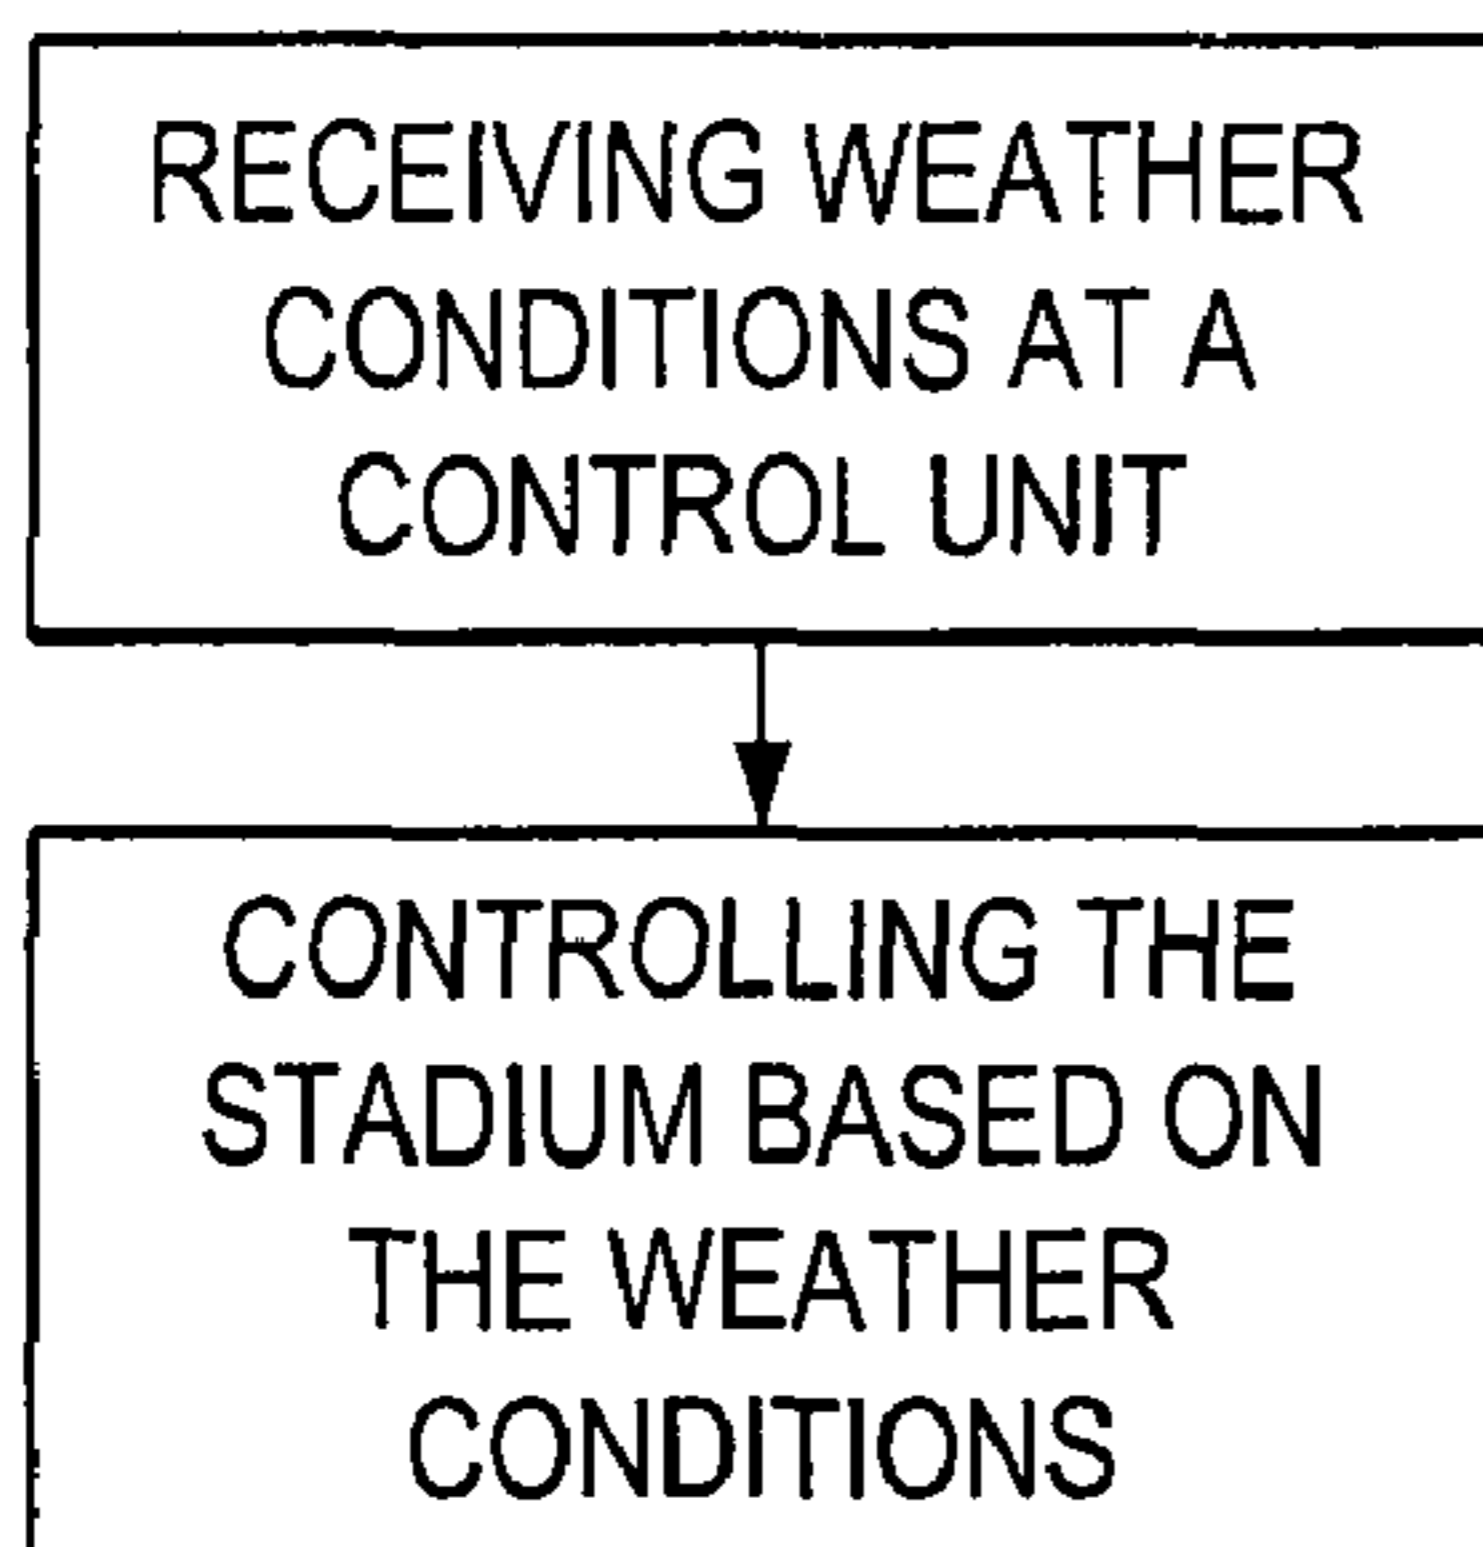 RECEIVING WEATHER
CONDITIONS AT A
CONTROL UNIT
CONTROLLING THE
STADIUM BASED ON
THE WEATHER
CONDITIONS